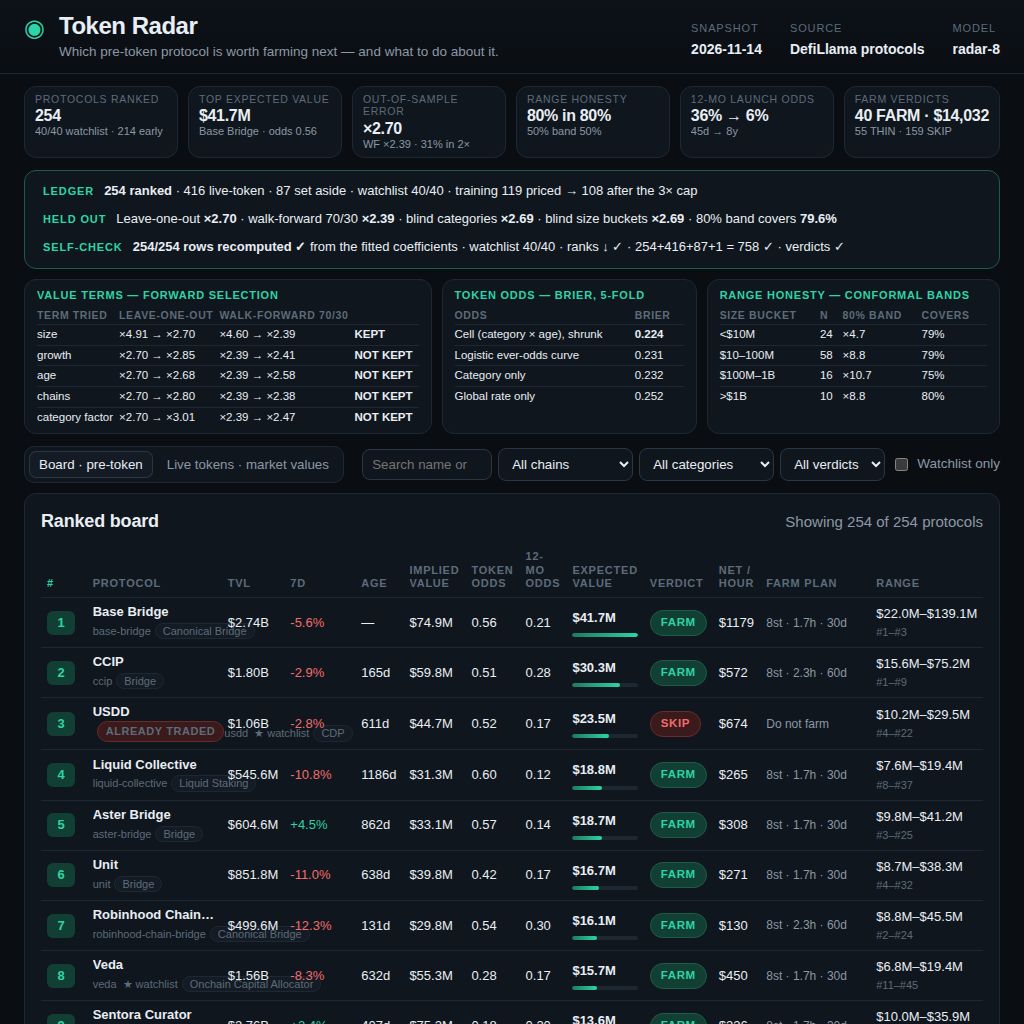 Token Radar
Which pre-token protocol is worth farming next — and what to do about it.
SNAPSHOT SOURCE MODEL
2026-11-14 DefiLlama protocols radar-8
PROTOCOLS RANKED
254
40/40 watchlist · 214 early
TOP EXPECTED VALUE
$41.7M
Base Bridge · odds 0.56
OUT-OF-SAMPLE
ERROR
×2.70
WF ×2.39 · 31% in 2×
RANGE HONESTY
80% in 80%
50% band 50%
12-MO LAUNCH ODDS
36% → 6%
45d → 8y
FARM VERDICTS
40 FARM · $14,032
55 THIN · 159 SKIP
LEDGER 254 ranked · 416 live-token · 87 set aside · watchlist 40/40 · training 119 priced → 108 after the 3× cap
HELD OUT Leave-one-out ×2.70 · walk-forward 70/30 ×2.39 · blind categories ×2.69 · blind size buckets ×2.69 · 80% band covers 79.6%
SELF-CHECK 254/254 rows recomputed ✓ from the fitted coefficients · watchlist 40/40 · ranks ↓ ✓ · 254+416+87+1 = 758 ✓ · verdicts ✓
VALUE TERMS — FORWARD SELECTION
TERM TRIED LEAVE-ONE-OUT WALK-FORWARD 70/30
size ×4.91 → ×2.70 ×4.60 → ×2.39 KEPT
growth ×2.70 → ×2.85 ×2.39 → ×2.41 NOT KEPT
age ×2.70 → ×2.68 ×2.39 → ×2.58 NOT KEPT
chains ×2.70 → ×2.80 ×2.39 → ×2.38 NOT KEPT
category factor ×2.70 → ×3.01 ×2.39 → ×2.47 NOT KEPT
TOKEN ODDS — BRIER, 5-FOLD
ODDS BRIER
Cell (category × age), shrunk 0.224
Logistic ever-odds curve 0.231
Category only 0.232
Global rate only 0.252
RANGE HONESTY — CONFORMAL BANDS
SIZE BUCKET N 80% BAND COVERS
<$10M 24 ×4.7 79%
$10–100M 58 ×8.8 79%
$100M–1B 16 ×10.7 75%
>$1B 10 ×8.8 80%
Board · pre-token Live tokens · market values Search name or All chains All categories All verdicts Watchlist only
Ranked board Showing 254 of 254 protocols
# PROTOCOL TVL 7D AGE IMPLIED VALUE TOKEN ODDS 12-MO ODDS EXPECTED VALUE VERDICT NET / HOUR FARM PLAN RANGE
1 Base Bridge $2.74B -5.6% — $74.9M 0.56 0.21 $41.7M FARM $1179 8st · 1.7h · 30d $22.0M–$139.1M
base-bridge Canonical Bridge #1–#3
2 CCIP $1.80B -2.9% 165d $59.8M 0.51 0.28 $30.3M FARM $572 8st · 2.3h · 60d $15.6M–$75.2M
ccip Bridge #1–#9
3 USDD $1.06B -2.8% 611d $44.7M 0.52 0.17 $23.5M SKIP $674 Do not farm $10.2M–$29.5M
ALREADY TRADED usdd ★ watchlist CDP #4–#22
4 Liquid Collective $545.6M -10.8% 1186d $31.3M 0.60 0.12 $18.8M FARM $265 8st · 1.7h · 30d $7.6M–$19.4M
liquid-collective Liquid Staking #8–#37
5 Aster Bridge $604.6M +4.5% 862d $33.1M 0.57 0.14 $18.7M FARM $308 8st · 1.7h · 30d $9.8M–$41.2M
aster-bridge Bridge #3–#25
6 Unit $851.8M -11.0% 638d $39.8M 0.42 0.17 $16.7M FARM $271 8st · 1.7h · 30d $8.7M–$38.3M
unit Bridge #4–#32
7 Robinhood Chain… $499.6M -12.3% 131d $29.8M 0.54 0.30 $16.1M FARM $130 8st · 2.3h · 60d $8.8M–$45.5M
robinhood-chain-bridge Canonical Bridge #2–#24
8 Veda $1.56B -8.3% 632d $55.3M 0.28 0.17 $15.7M FARM $450 8st · 1.7h · 30d $6.8M–$19.4M
veda ★ watchlist Onchain Capital Allocator #11–#45
Sentora Curator $13.6M $10.0M–$35.9M